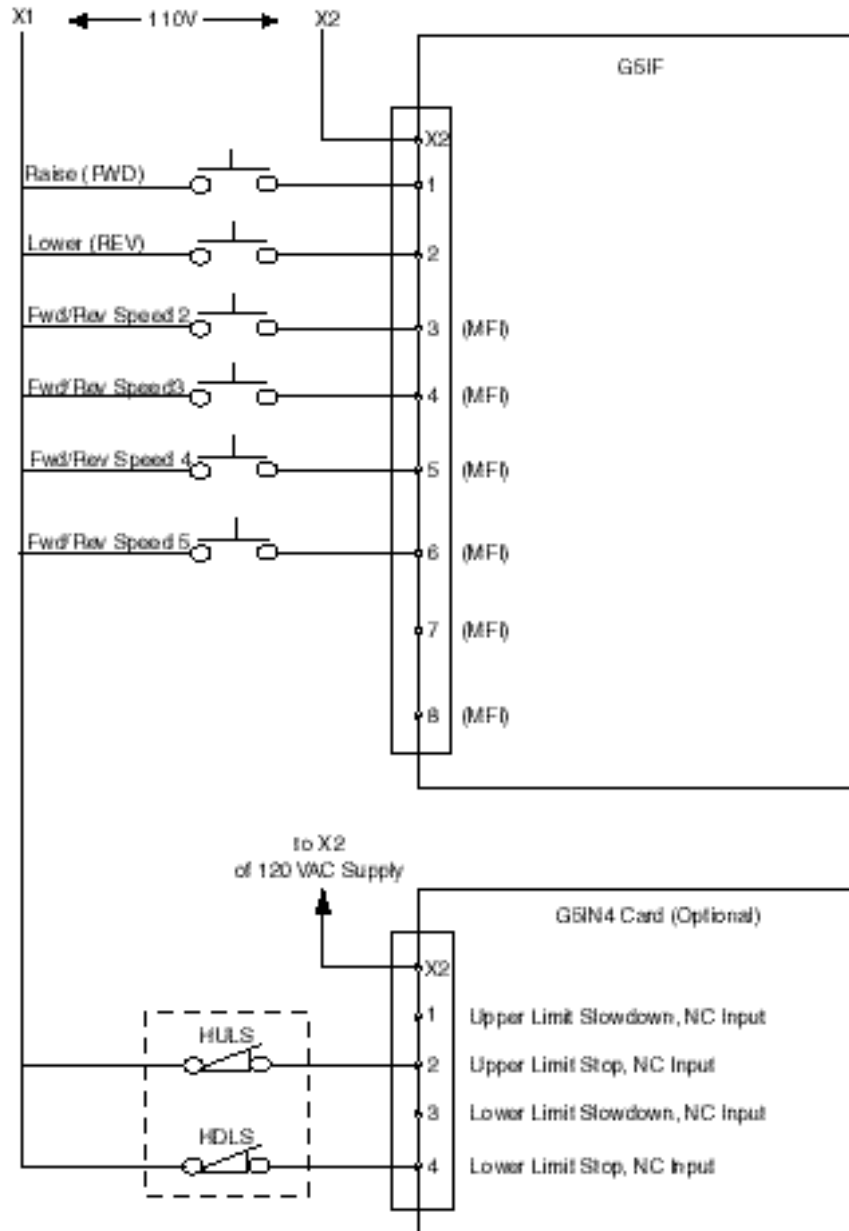 X1 110V X2
G5IF
X2
Raise (FWD) 1
Lower (REV) 2
Fwd/Rev Speed 2 3 (MFI)
Fwd/Rev Speed3 4 (MFI)
Fwd/Rev Speed 4 5 (MFI)
Fwd/Rev Speed 5 6 (MFI)
7 (MFI)
8 (MFI)
to X2
of 120 VAC Supply
G5IN4 Card (Optional)
X2
1 Upper Limit Slowdown, NC Input
HULS 2 Upper Limit Stop, NC Input
3 Lower Limit Slowdown, NC Input
HDLS 4 Lower Limit Stop, NC Input